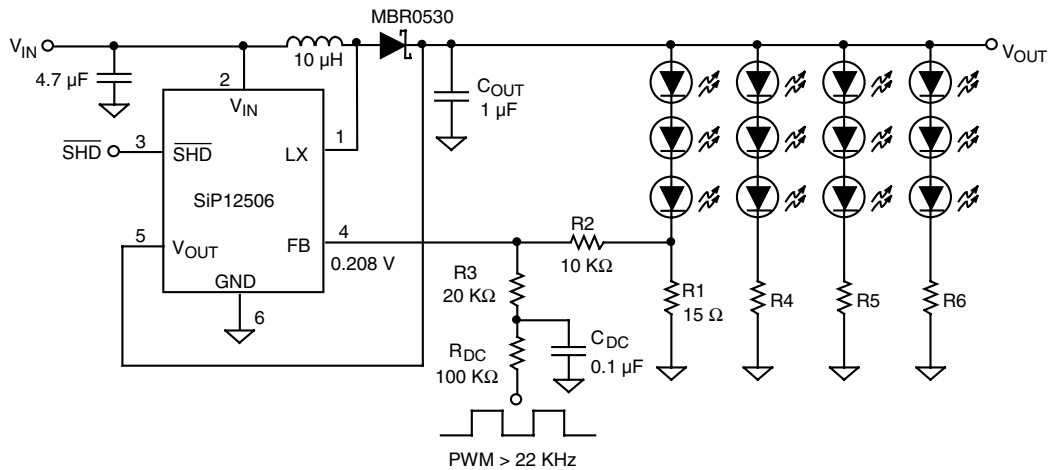 MBR0530
V_IN
10 µH
V_OUT
4.7 µF
2
V_IN
C_OUT
1 µF
1
SHD
3
SHD
LX
SiP12506
5
V_OUT
FB
4
0.208 V
R2
10 KΩ
GND
6
R3
20 KΩ
R1
15 Ω
R4
R5
R6
R_DC
100 KΩ
C_DC
0.1 µF
PWM > 22 KHz